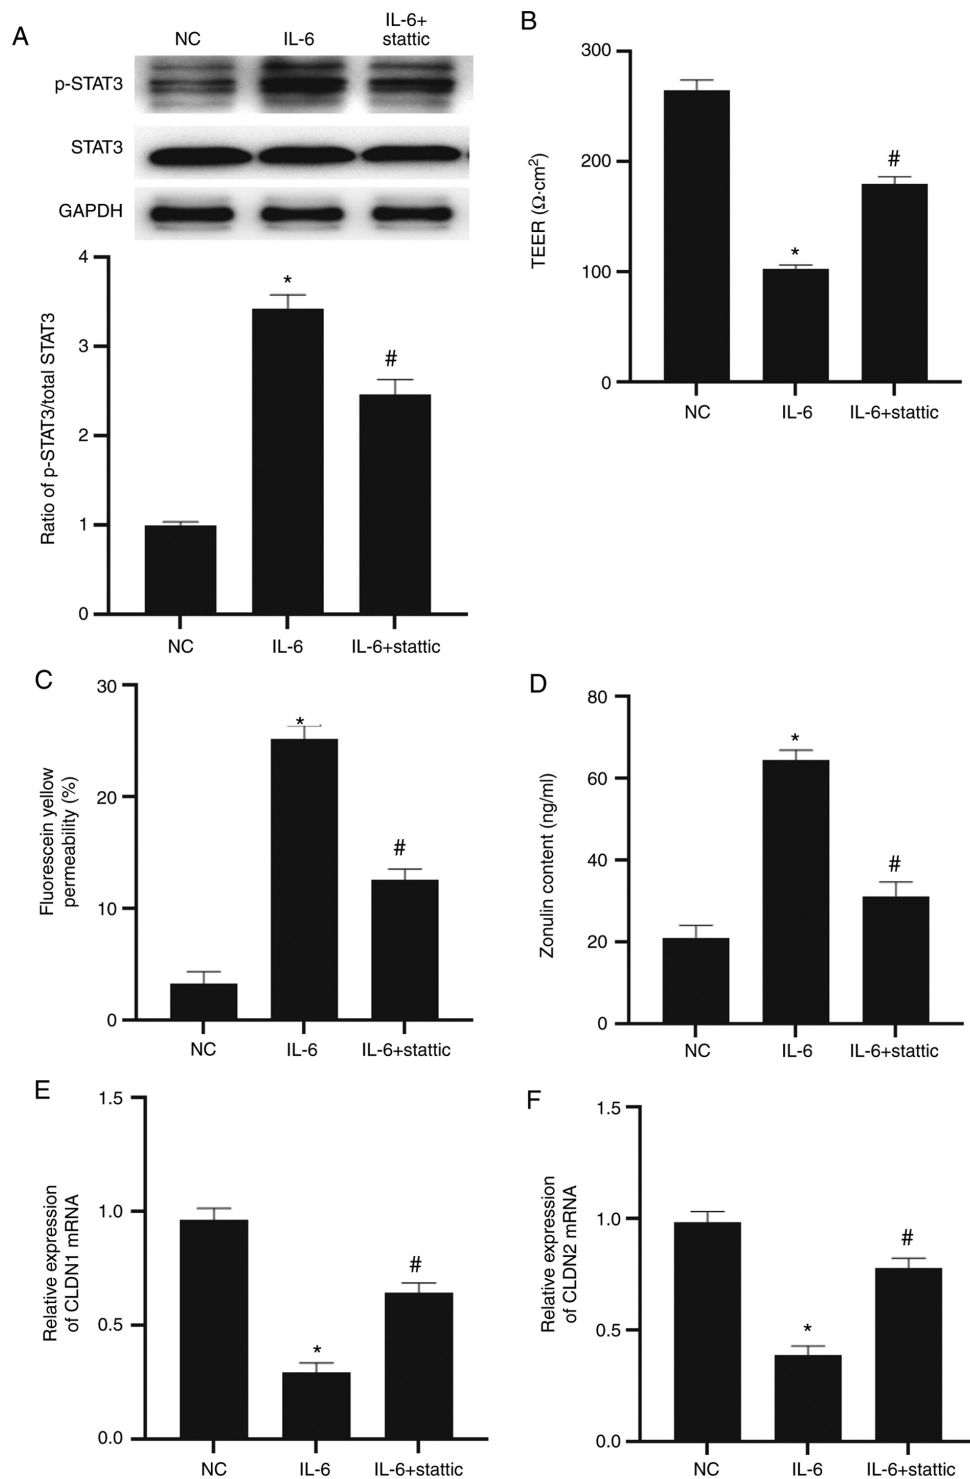 A
NC
IL-6
IL-6+
stattic
p-STAT3
STAT3
GAPDH
Ratio of p-STAT3/total STAT3
4
3
2
1
0
*
#
NC
IL-6
IL-6+stattic
B
TEER (Ω·cm²)
300
200
100
0
*
#
NC
IL-6
IL-6+stattic
C
Fluorescein yellow
permeability (%)
30
20
10
0
*
#
NC
IL-6
IL-6+stattic
D
Zonulin content (ng/ml)
80
60
40
20
0
*
#
NC
IL-6
IL-6+stattic
E
Relative expression
of CLDN1 mRNA
1.5
1.0
0.5
0.0
*
#
NC
IL-6
IL-6+stattic
F
Relative expression
of CLDN2 mRNA
1.5
1.0
0.5
0.0
*
#
NC
IL-6
IL-6+stattic